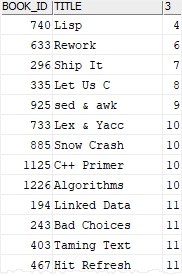 BOOK_ID TITLE 3
740 Lisp 4
633 Rework 6
296 Ship It 7
335 Let Us C 8
925 sed & awk 9
733 Lex & Yacc 10
885 Snow Crash 10
1125 C++ Primer 10
1226 Algorithms 10
194 Linked Data 11
243 Bad Choices 11
403 Taming Text 11
467 Hit Refresh 11